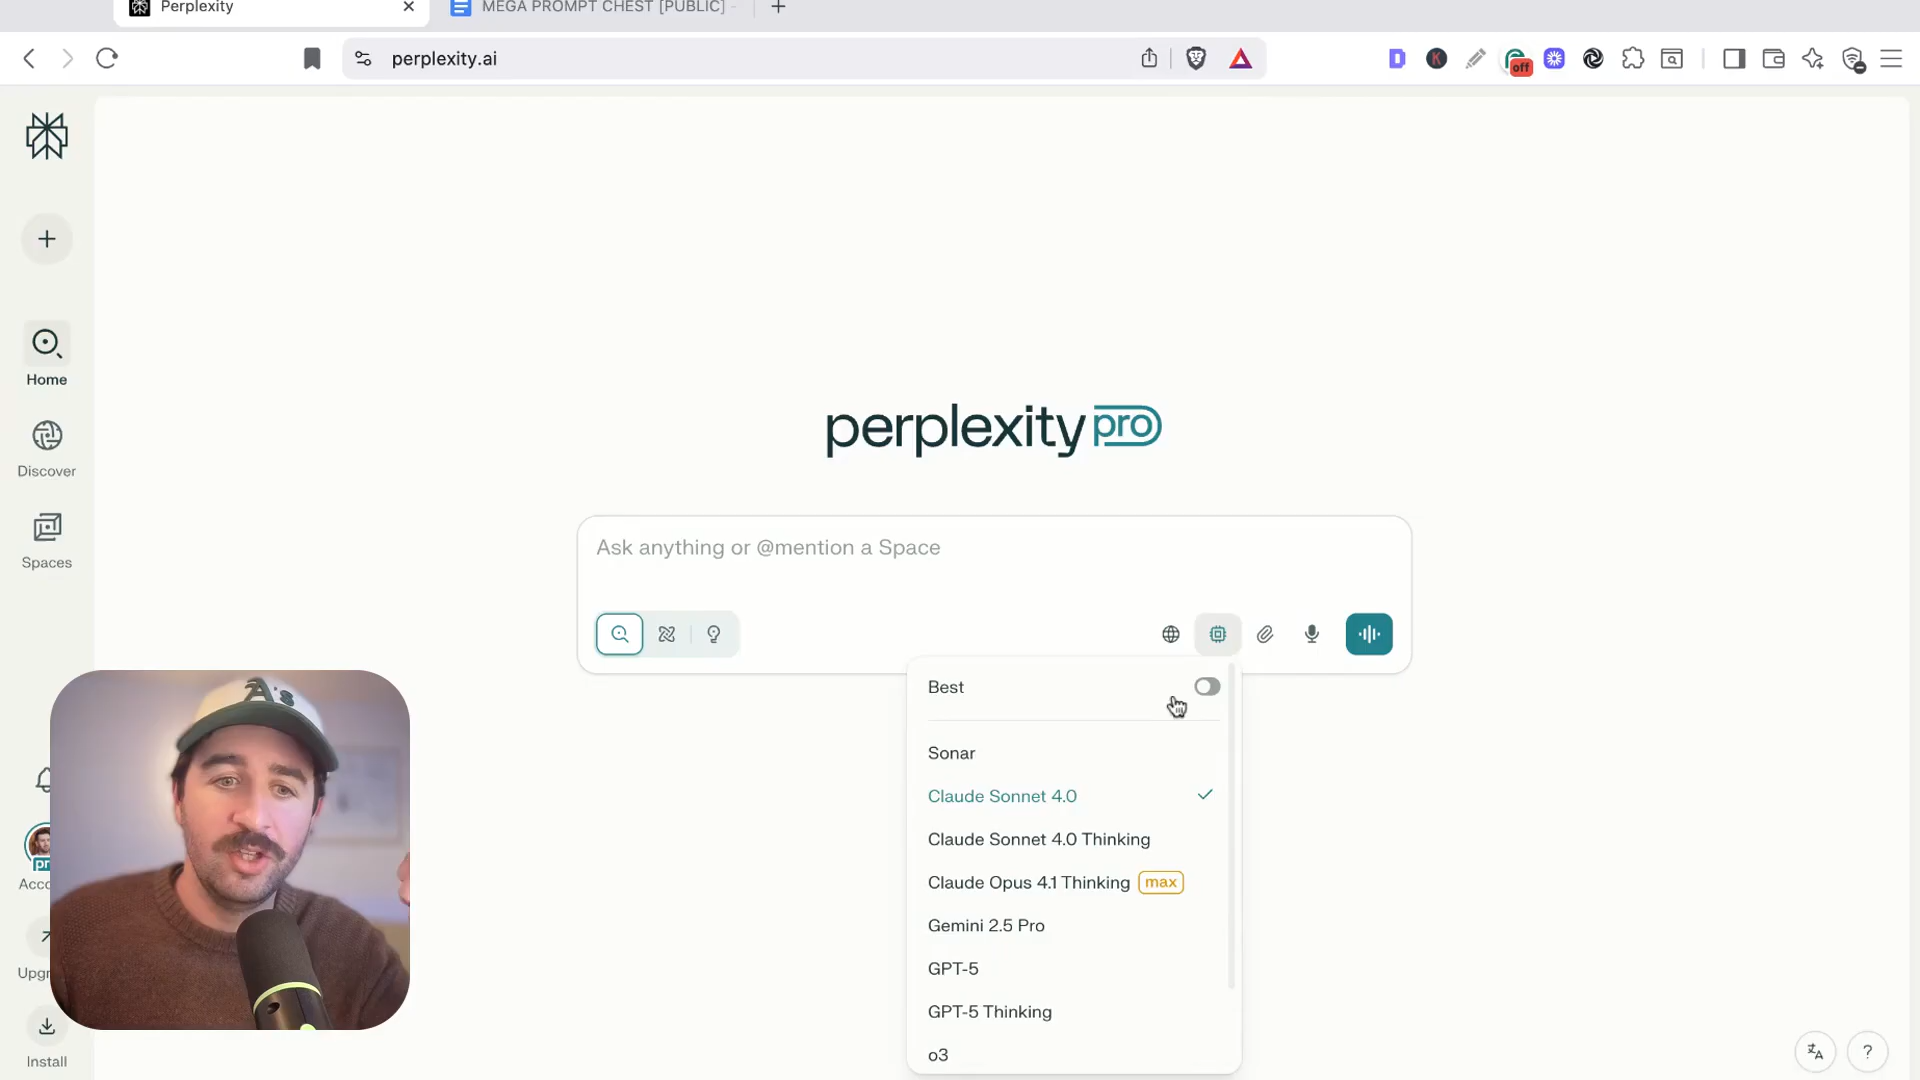 Perplexity
MEGA PROMPT CHEST [PUBLIC] -
perplexity.ai
off
Home
Discover
Spaces
Install
perplexity pro
Ask anything or @mention a Space
Best
Sonar
Claude Sonnet 4.0
Claude Sonnet 4.0 Thinking
Claude Opus 4.1 Thinking max
Gemini 2.5 Pro
GPT-5
GPT-5 Thinking
o3
A's